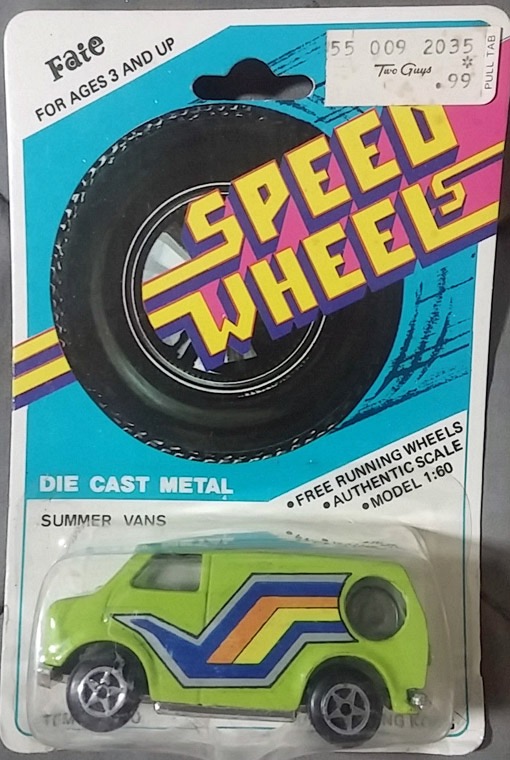 Faie
FOR AGES 3 AND UP
55 009 2035
Two Guys *
.99
PULL TAB
SPEED
WHEELS
DIE CAST METAL
• FREE RUNNING WHEELS
• AUTHENTIC SCALE
• MODEL 1:60
SUMMER VANS